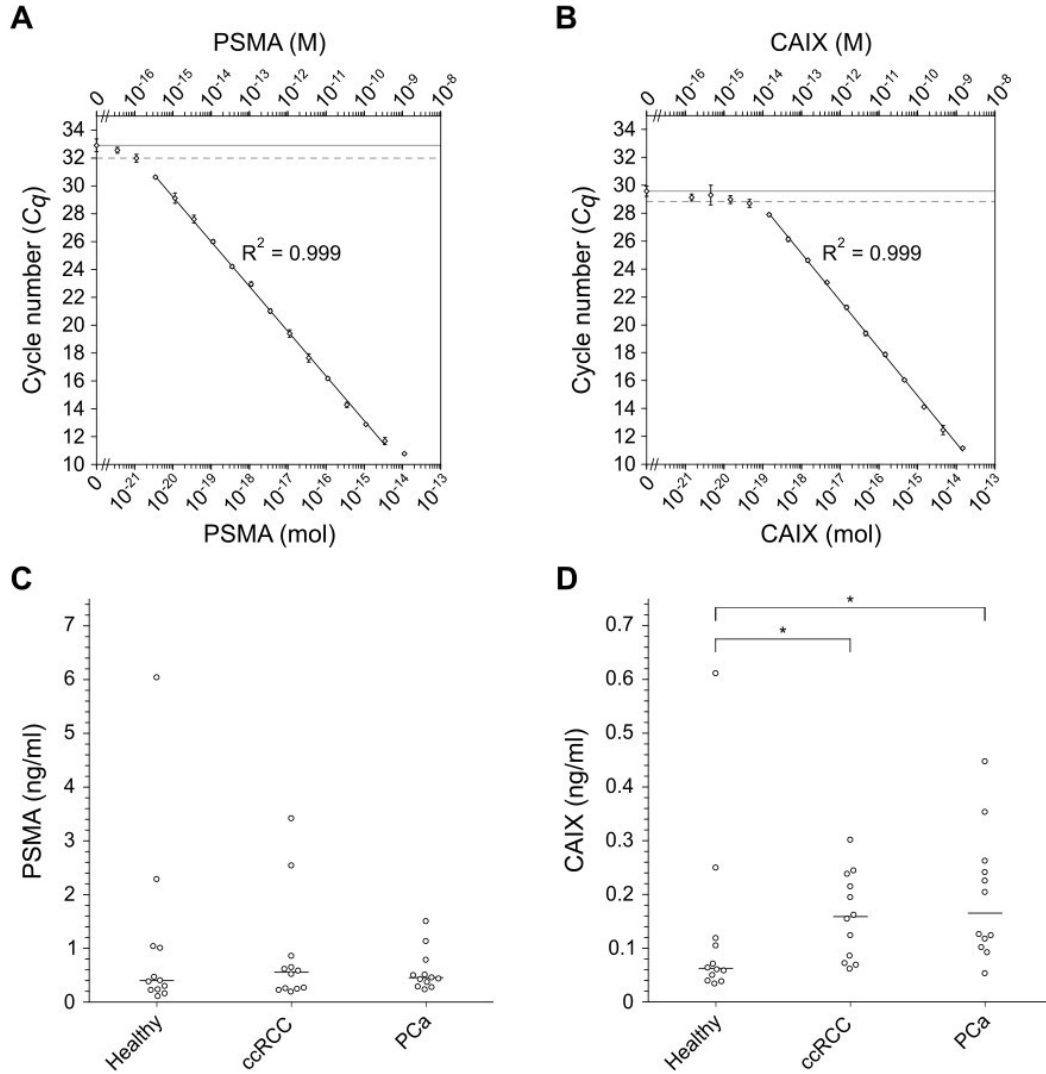 A
PSMA (M)
0 10-16 10-15 10-14 10-13 10-12 10-11 10-10 10-9 10-8
Cycle number (Cq)
34
32
30
28
26
24
22
20
18
16
14
12
10
R2 = 0.999
0 10-21 10-20 10-19 10-18 10-17 10-16 10-15 10-14 10-13
PSMA (mol)
B
CAIX (M)
0 10-16 10-15 10-14 10-13 10-12 10-11 10-10 10-9 10-8
Cycle number (Cq)
34
32
30
28
26
24
22
20
18
16
14
12
10
R2 = 0.999
0 10-21 10-20 10-19 10-18 10-17 10-16 10-15 10-14 10-13
CAIX (mol)
C
PSMA (ng/ml)
7
6
5
4
3
2
1
0
Healthy ccRCC PCa
D
CAIX (ng/ml)
0.7
0.6
0.5
0.4
0.3
0.2
0.1
0
*
*
Healthy ccRCC PCa